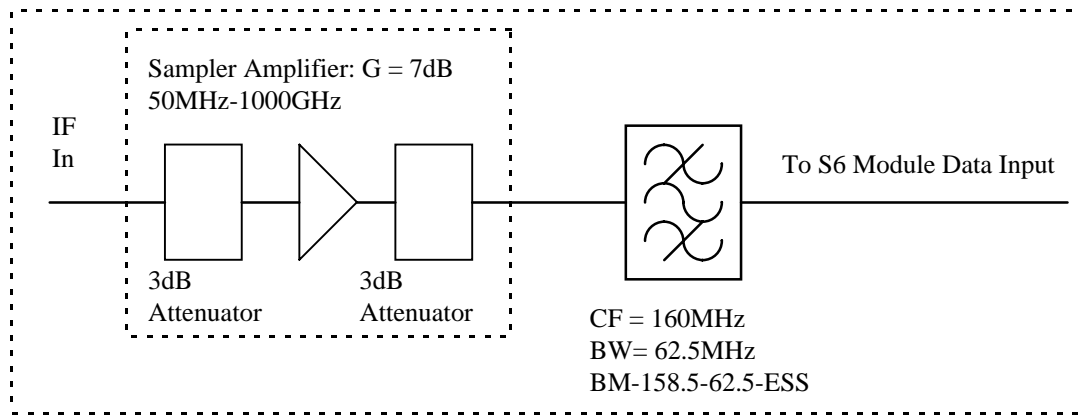 Sampler Amplifier: G = 7dB
50MHz-1000GHz
IF
In
To S6 Module Data Input
3dB
Attenuator
3dB
Attenuator
CF = 160MHz
BW= 62.5MHz
BM-158.5-62.5-ESS